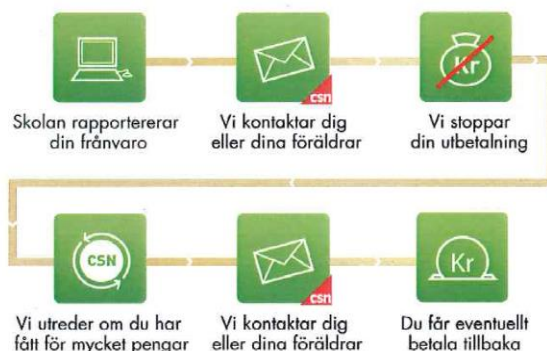 Kr
csn
Skolan rapportererar
din frånvaro
Vi kontaktar dig
eller dina föräldrar
Vi stoppar
din utbetalning
CSN
csn
Kr
Vi utreder om du har
fått för mycket pengar
Vi kontaktar dig
eller dina föräldrar
Du får eventuellt
betala tillbaka